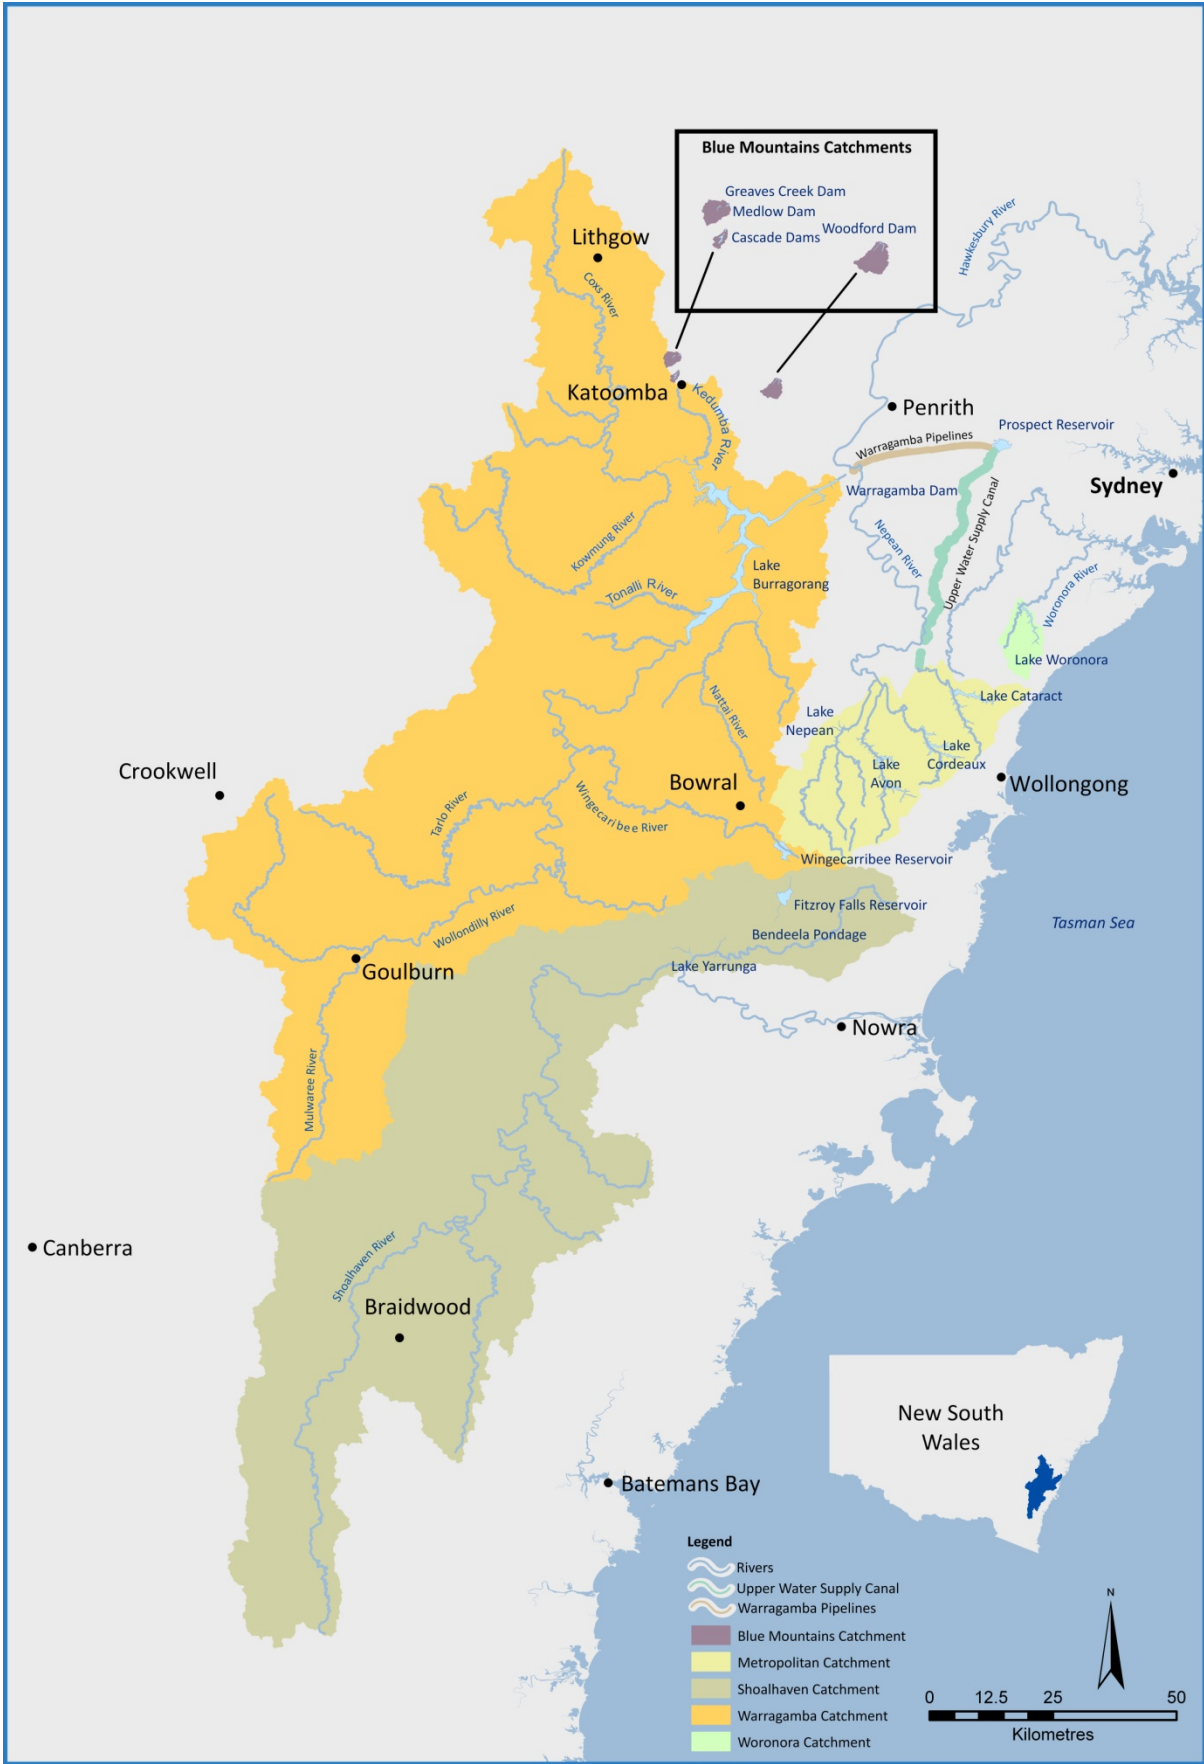 Blue Mountains Catchments
Greaves Creek Dam
Medlow Dam
Cascade Dams
Woodford Dam
Hawkesbury River
Lithgow
Coxs River
Katoomba
Kedumba River
Penrith
Warragamba Pipelines
Prospect Reservoir
Sydney
Warragamba Dam
Upper Water Supply Canal
Nepean River
Kowmung River
Tonalli River
Lake
Burragorang
Woronora River
Lake Woronora
Lake Cataract
Nattai River
Lake
Nepean
Lake
Cordeaux
Lake
Avon
Crookwell
Bowral
Wollongong
Tarlo River
Wingecaribee River
Wingecarribee Reservoir
Fitzroy Falls Reservoir
Wollondilly River
Bendeela Pondage
Tasman Sea
Lake Yarrunga
Goulburn
Nowra
Mulwaree River
Canberra
Shoalhaven River
Braidwood
New South
Wales
Batemans Bay
Legend
Rivers
Upper Water Supply Canal
Warragamba Pipelines
Blue Mountains Catchment
Metropolitan Catchment
Shoalhaven Catchment
Warragamba Catchment
Woronora Catchment
N
0 12.5 25 50
Kilometres